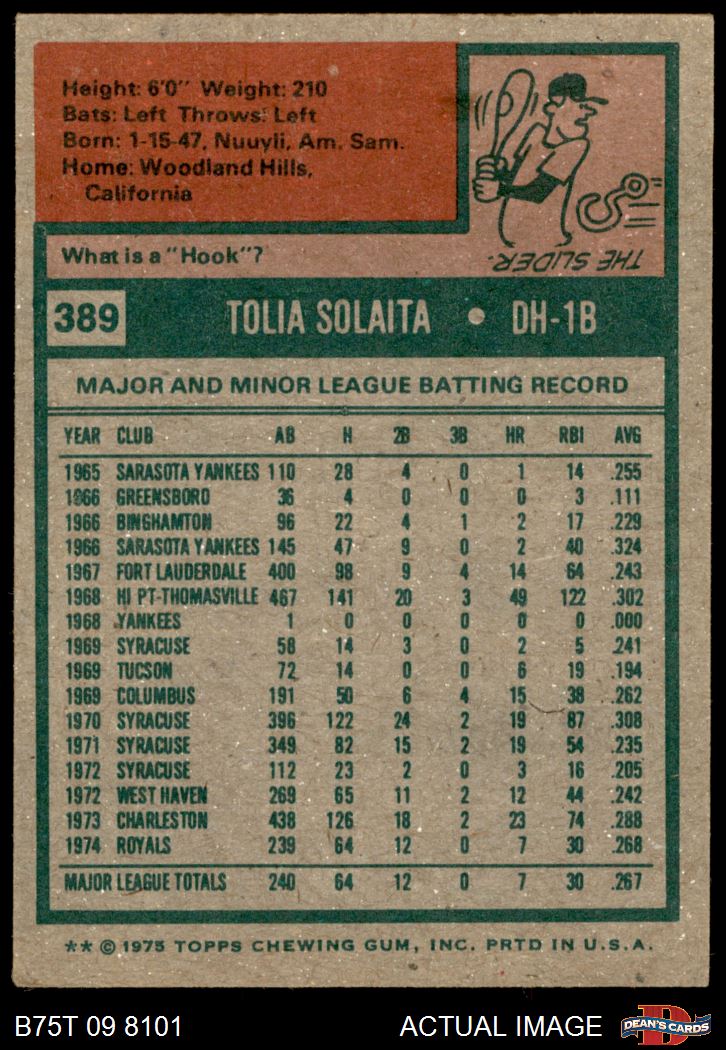 Height: 6'0" Weight: 210
Bats: Left Throws: Left
Born: 1-15-47, Nuuyli, Am. Sam.
Home: Woodland Hills,
California
What is a "Hook"?
THE SLIDER.
389 TOLIA SOLAITA • DH-1B
MAJOR AND MINOR LEAGUE BATTING RECORD
YEAR CLUB AB H 2B 3B HR RBI AVG
1965 SARASOTA YANKEES 110 28 4 0 1 14 .255
1966 GREENSBORO 36 4 0 0 0 3 .111
1966 BINGHAMTON 96 22 4 1 2 17 .229
1966 SARASOTA YANKEES 145 47 9 0 2 40 .324
1967 FORT LAUDERDALE 400 98 9 4 14 64 .243
1968 HI PT-THOMASVILLE 467 141 20 3 49 122 .302
1968 YANKEES 1 0 0 0 0 0 .000
1969 SYRACUSE 58 14 3 0 2 5 .241
1969 TUCSON 72 14 0 0 6 19 .194
1969 COLUMBUS 191 50 6 4 15 38 .262
1970 SYRACUSE 396 122 24 2 19 87 .308
1971 SYRACUSE 349 82 15 2 19 54 .235
1972 SYRACUSE 112 23 2 0 3 16 .205
1972 WEST HAVEN 269 65 11 2 12 44 .242
1973 CHARLESTON 438 126 18 2 23 74 .288
1974 ROYALS 239 64 12 0 7 30 .268
MAJOR LEAGUE TOTALS 240 64 12 0 7 30 .267
** © 1975 TOPPS CHEWING GUM, INC. PRTD IN U.S.A.
B75T 09 8101 ACTUAL IMAGE
D
DEAN'S CARDS